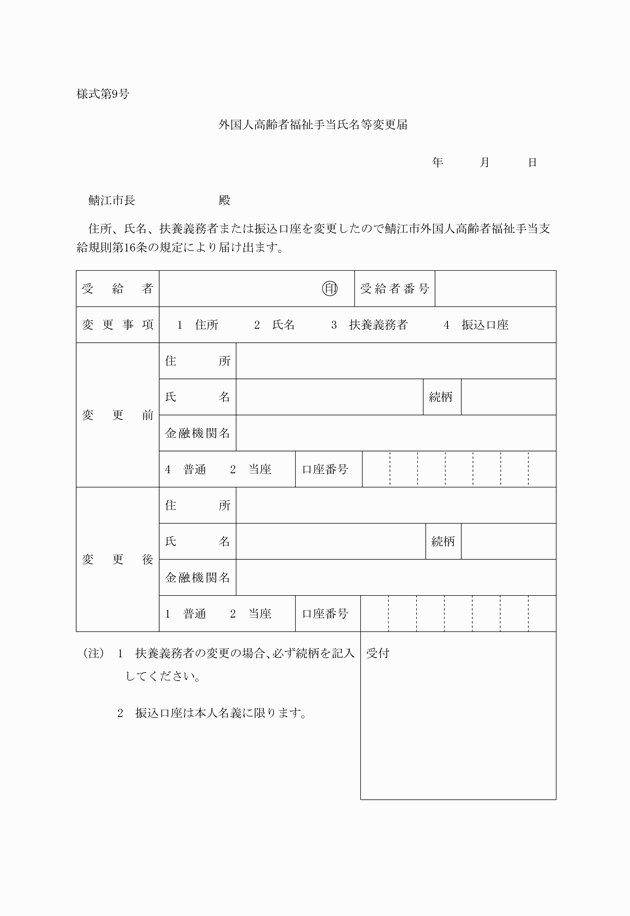 様式第9号
外国人高齢者福祉手当氏名等変更届
年　月　日
鯖江市長　殿
住所、氏名、扶養義務者または振込口座を変更したので鯖江市外国人高齢者福祉手当支
給規則第16条の規定により届け出ます。
受給者　㊞　受給者番号
変更事項　1　住所　2　氏名　3　扶養義務者　4　振込口座
変更前
住所
氏名　続柄
金融機関名
4　普通　2　当座　口座番号
変更後
住所
氏名　続柄
金融機関名
1　普通　2　当座　口座番号
（注）　1　扶養義務者の変更の場合、必ず続柄を記入
してください。
2　振込口座は本人名義に限ります。
受付